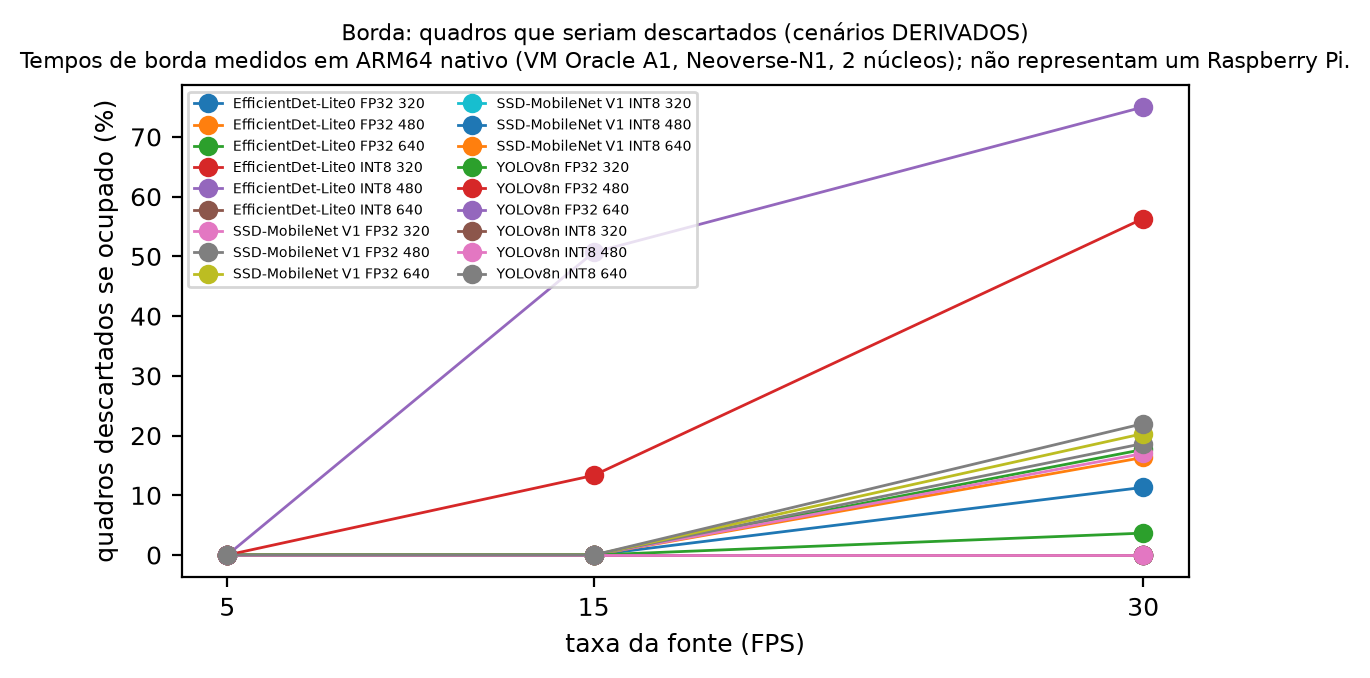 Borda: quadros que seriam descartados (cenários DERIVADOS)
Tempos de borda medidos em ARM64 nativo (VM Oracle A1, Neoverse-N1, 2 núcleos); não representam um Raspberry Pi.
quadros descartados se ocupado (%)
70
60
50
40
30
20
10
0
EfficientDet-Lite0 FP32 320
EfficientDet-Lite0 FP32 480
EfficientDet-Lite0 FP32 640
EfficientDet-Lite0 INT8 320
EfficientDet-Lite0 INT8 480
EfficientDet-Lite0 INT8 640
SSD-MobileNet V1 FP32 320
SSD-MobileNet V1 FP32 480
SSD-MobileNet V1 FP32 640
SSD-MobileNet V1 INT8 320
SSD-MobileNet V1 INT8 480
SSD-MobileNet V1 INT8 640
YOLOv8n FP32 320
YOLOv8n FP32 480
YOLOv8n FP32 640
YOLOv8n INT8 320
YOLOv8n INT8 480
YOLOv8n INT8 640
5
15
30
taxa da fonte (FPS)